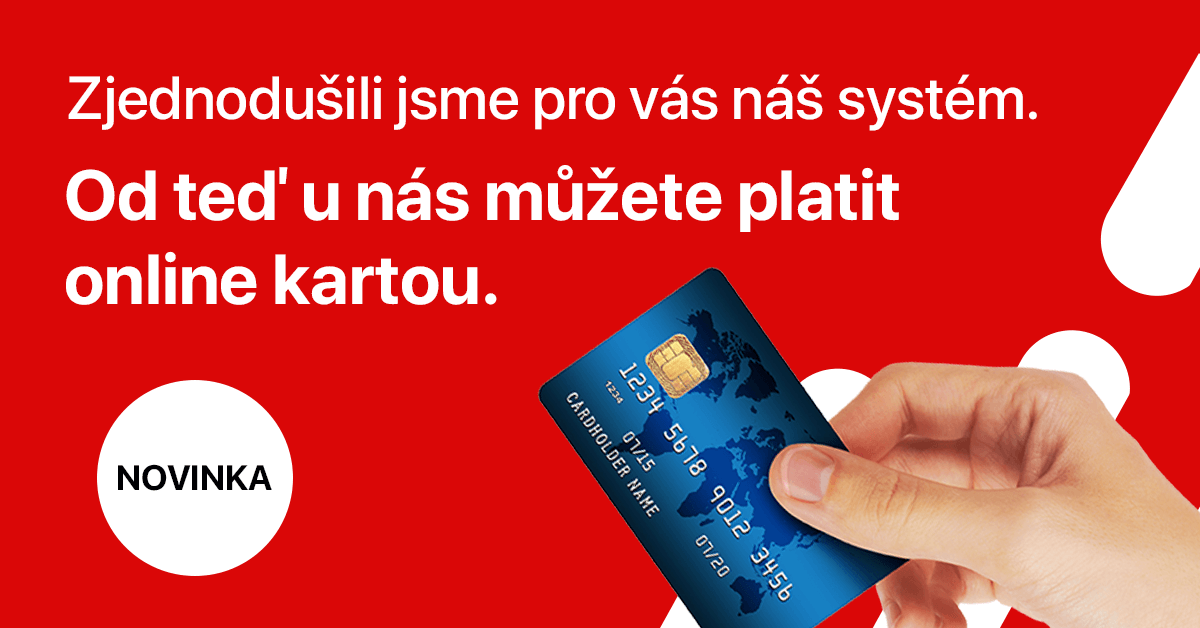 Zjednodušili jsme pro vás náš systém.
Od teď u nás můžete platit
online kartou.
NOVINKA
1234 5678 9012 3456
1234
07/15
07/20
CARDHOLDER NAME